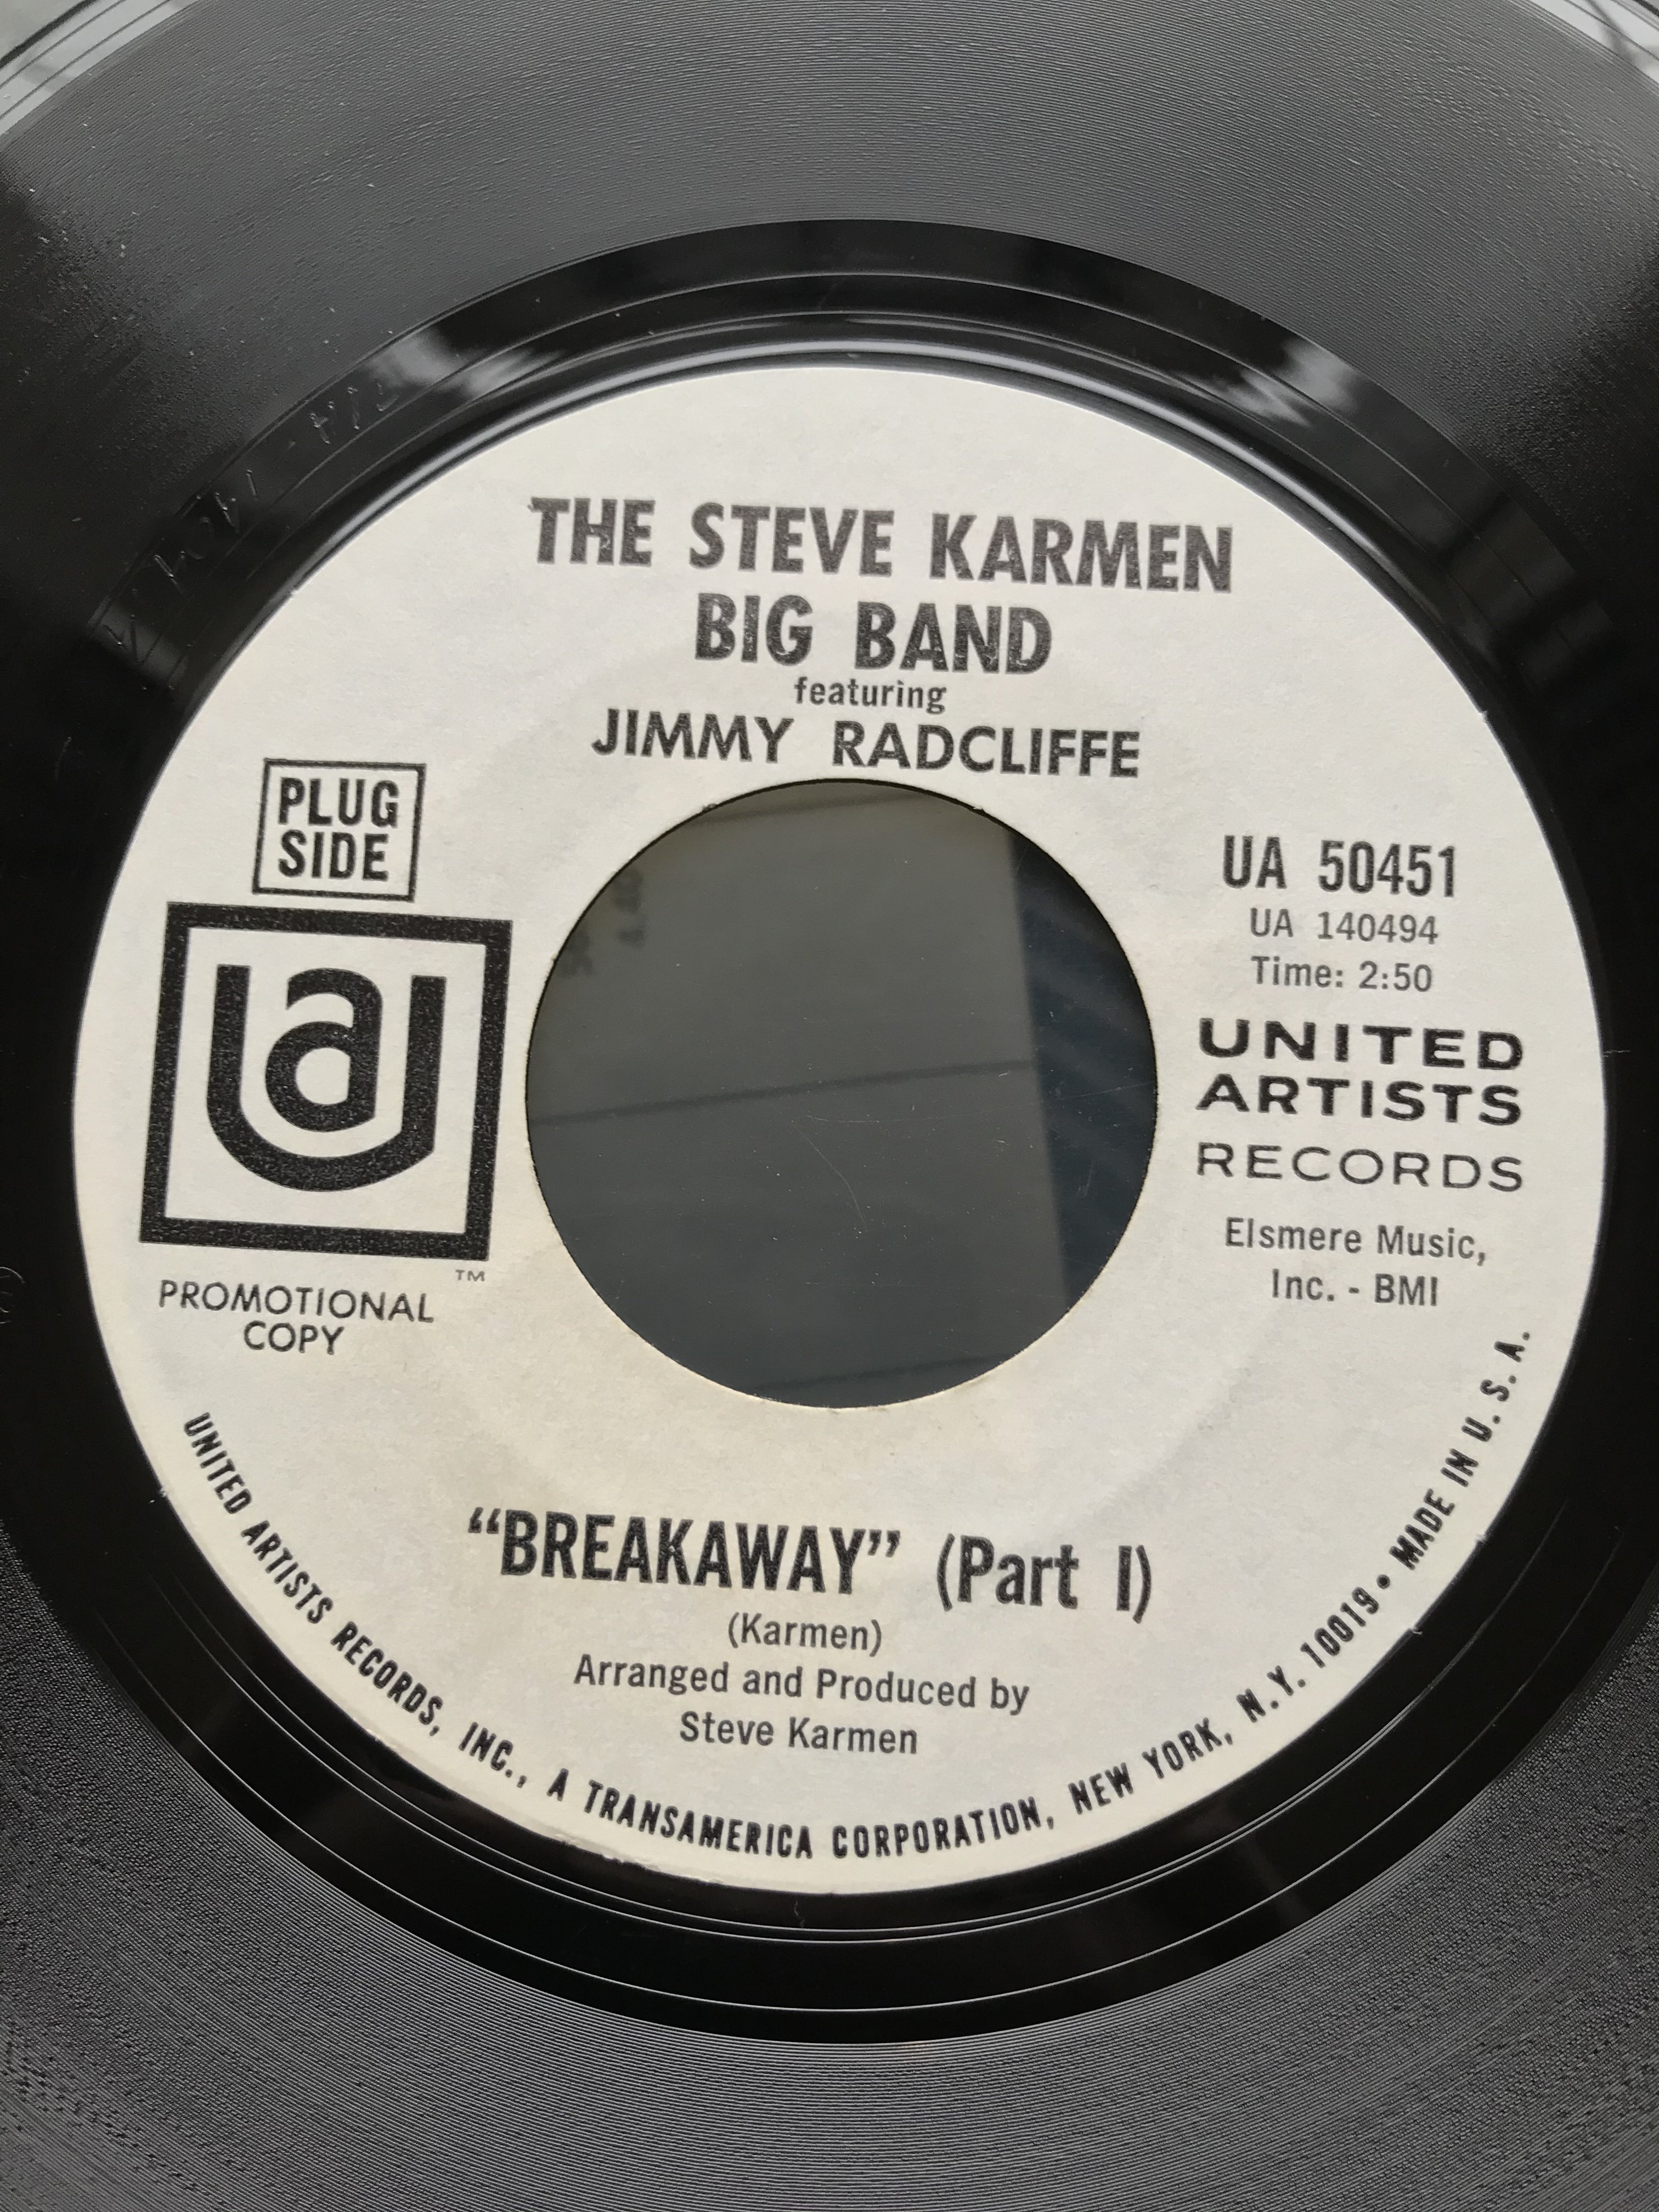 THE STEVE KARMEN
BIG BAND
featuring
JIMMY RADCLIFFE
PLUG
SIDE
ua
TM
PROMOTIONAL
COPY
UA 50451
UA 140494
Time: 2:50
UNITED
ARTISTS
RECORDS
Elsmere Music,
Inc. - BMI
“BREAKAWAY” (Part I)
(Karmen)
Arranged and Produced by
Steve Karmen
UNITED ARTISTS RECORDS, INC., A TRANSAMERICA CORPORATION, NEW YORK, N.Y. 10019 • MADE IN U. S. A.